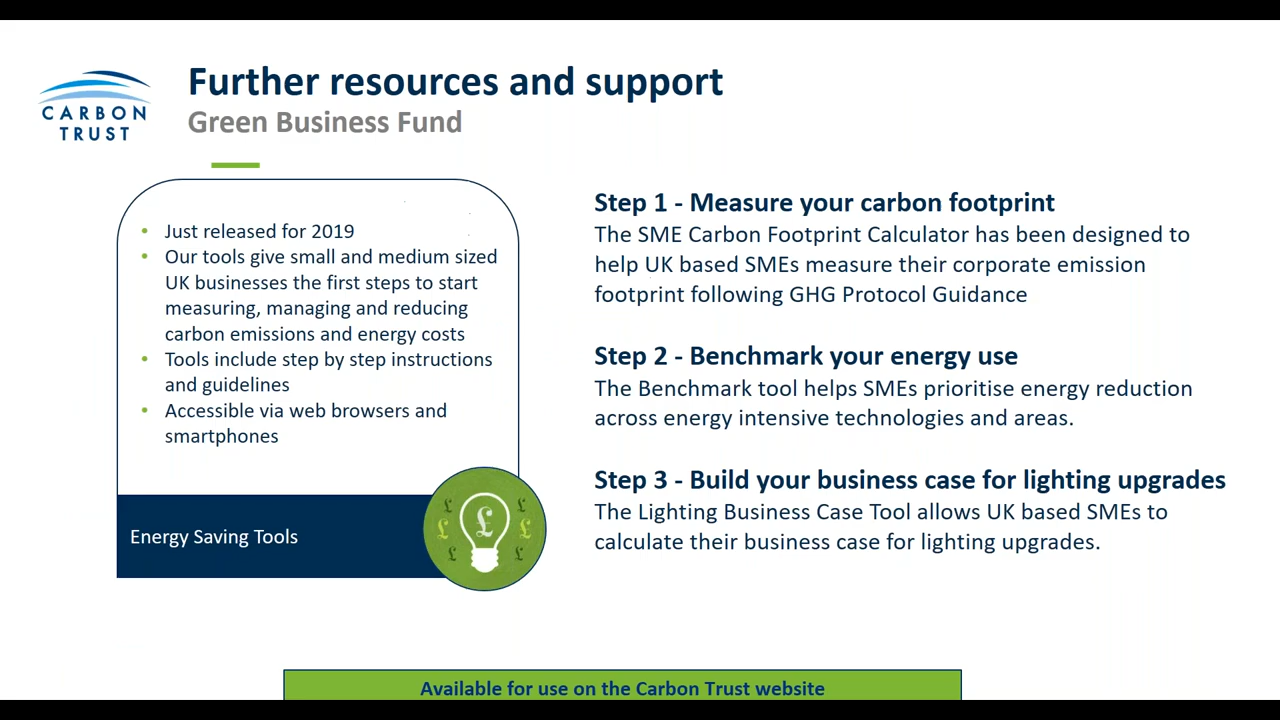 CARBON
TRUST
Further resources and support
Green Business Fund
• Just released for 2019
• Our tools give small and medium sized
UK businesses the first steps to start
measuring, managing and reducing
carbon emissions and energy costs
• Tools include step by step instructions
and guidelines
• Accessible via web browsers and
smartphones
Energy Saving Tools
£ £ £
£ £
£ £
Step 1 - Measure your carbon footprint
The SME Carbon Footprint Calculator has been designed to
help UK based SMEs measure their corporate emission
footprint following GHG Protocol Guidance
Step 2 - Benchmark your energy use
The Benchmark tool helps SMEs prioritise energy reduction
across energy intensive technologies and areas.
Step 3 - Build your business case for lighting upgrades
The Lighting Business Case Tool allows UK based SMEs to
calculate their business case for lighting upgrades.
Available for use on the Carbon Trust website